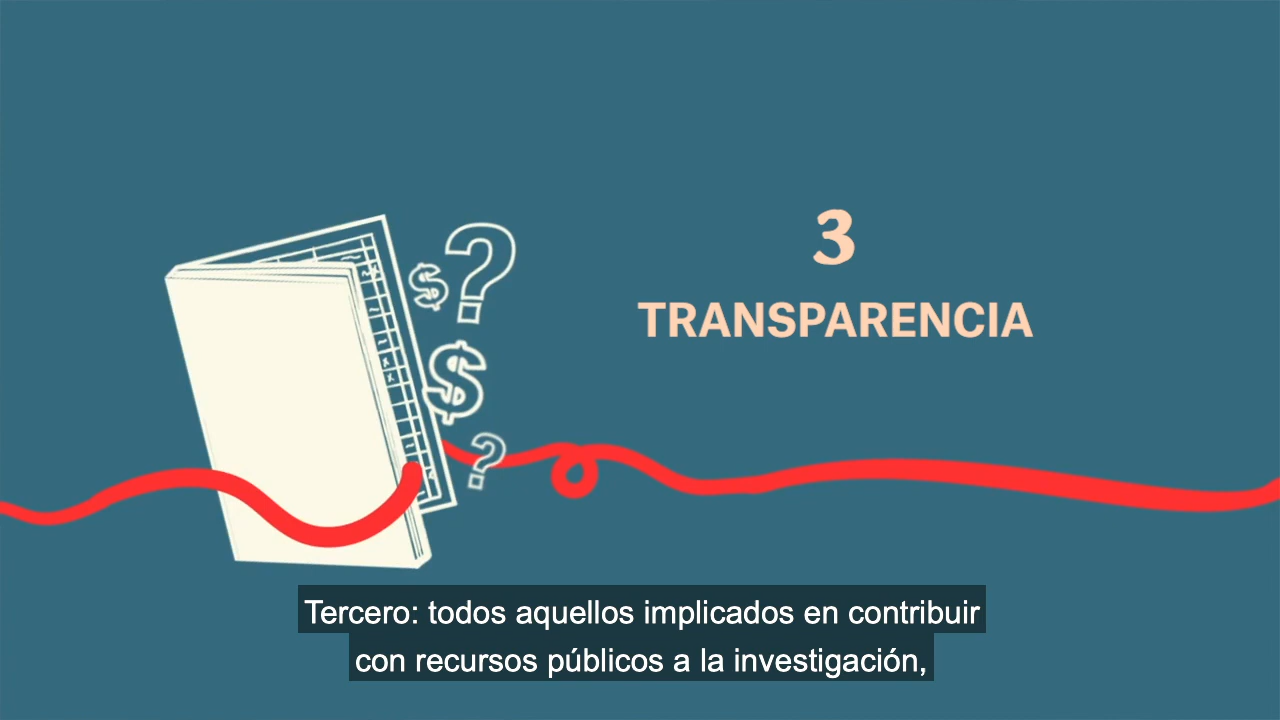 3
TRANSPARENCIA
$
?
$
?
Tercero: todos aquellos implicados en contribuir
con recursos públicos a la investigación,